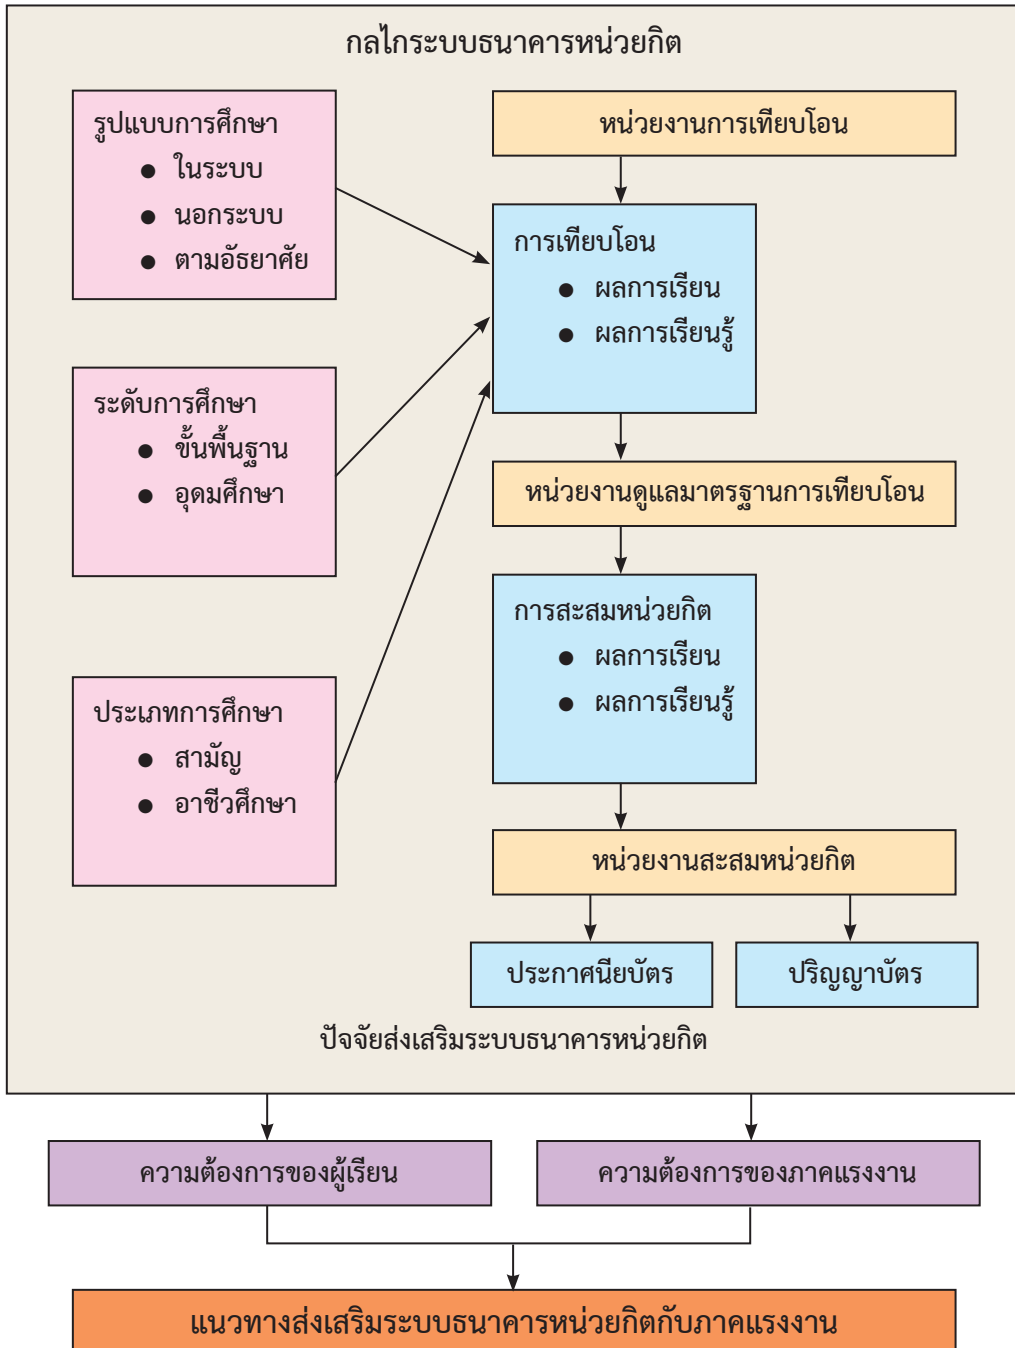 กลไกระบบธนาคารหน่วยกิต
รูปแบบการศึกษา
● ในระบบ
● นอกระบบ
● ตามอัธยาศัย
ระดับการศึกษา
● ขั้นพื้นฐาน
● อุดมศึกษา
ประเภทการศึกษา
● สามัญ
● อาชีวศึกษา
หน่วยงานการเทียบโอน
การเทียบโอน
● ผลการเรียน
● ผลการเรียนรู้
หน่วยงานดูแลมาตรฐานการเทียบโอน
การสะสมหน่วยกิต
● ผลการเรียน
● ผลการเรียนรู้
หน่วยงานสะสมหน่วยกิต
ประกาศนียบัตร
ปริญญาบัตร
ปัจจัยส่งเสริมระบบธนาคารหน่วยกิต
ความต้องการของผู้เรียน
ความต้องการของภาคแรงงาน
แนวทางส่งเสริมระบบธนาคารหน่วยกิตกับภาคแรงงาน